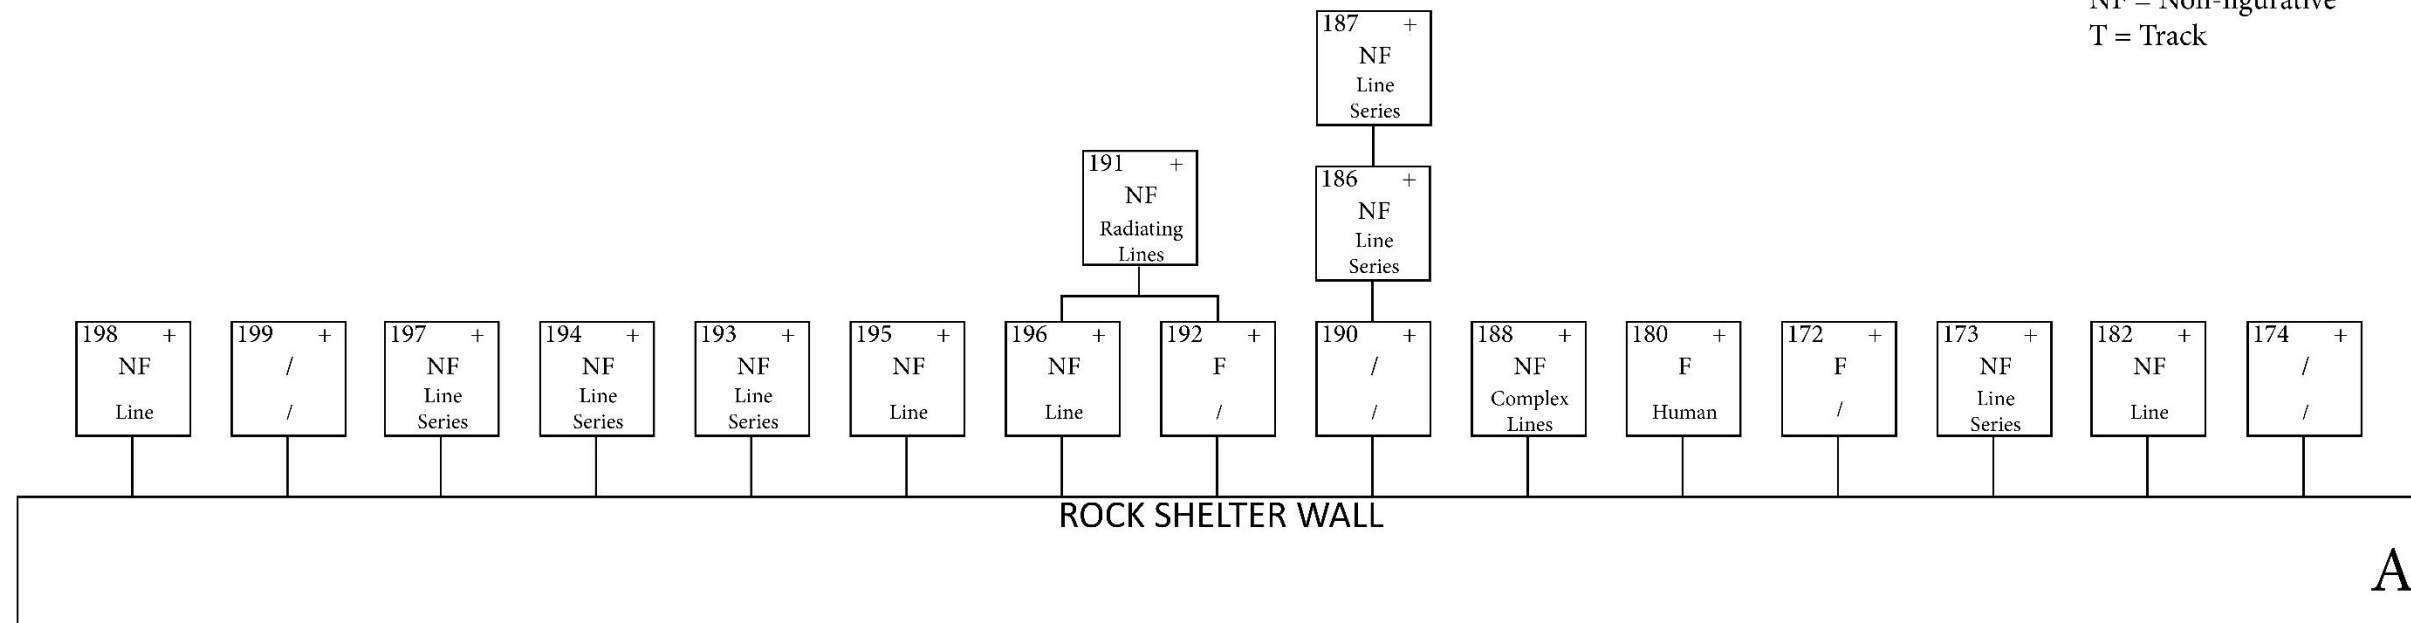 NF = Non-figurative
T = Track
187 +
NF
Line
Series
191 +
NF
Radiating
Lines
186 +
NF
Line
Series
198 +
NF
Line
199 +
/
/
197 +
NF
Line
Series
194 +
NF
Line
Series
193 +
NF
Line
Series
195 +
NF
Line
196 +
NF
Line
192 +
F
/
190 +
/
/
188 +
NF
Complex
Lines
180 +
F
Human
172 +
F
/
173 +
NF
Line
Series
182 +
NF
Line
174 +
/
/
ROCK SHELTER WALL
A